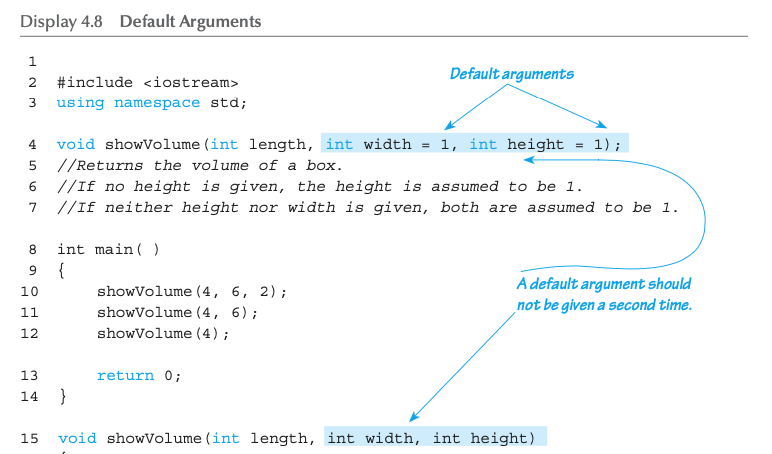 Display 4.8 Default Arguments
1
2 #include <iostream>
3 using namespace std;
Default arguments
4 void showVolume(int length, int width = 1, int height = 1);
5 //Returns the volume of a box.
6 //If no height is given, the height is assumed to be 1.
7 //If neither height nor width is given, both are assumed to be 1.
8 int main( )
9 {
10 showVolume(4, 6, 2);
11 showVolume(4, 6);
12 showVolume(4);
A default argument should
not be given a second time.
13 return 0;
14 }
15 void showVolume(int length, int width, int height)